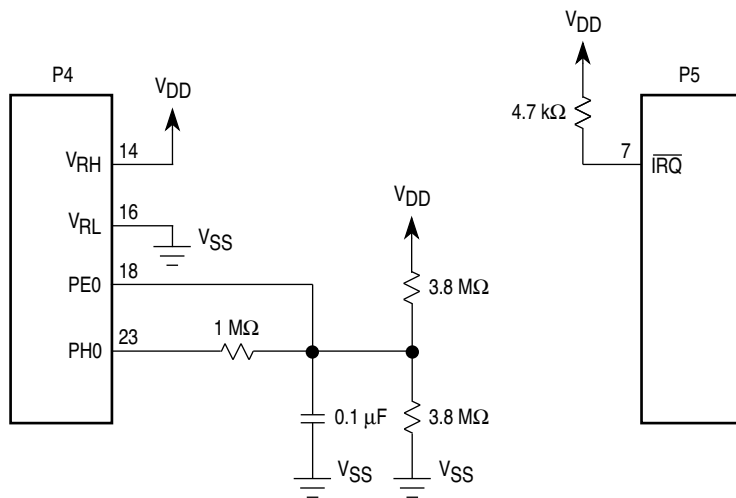 P4
VDD
VRH
14
VRL
16
VSS
PE0
18
PH0
23
1 MΩ
0.1 µF
VSS
VDD
3.8 MΩ
3.8 MΩ
VSS
VDD
4.7 kΩ
P5
7
IRQ